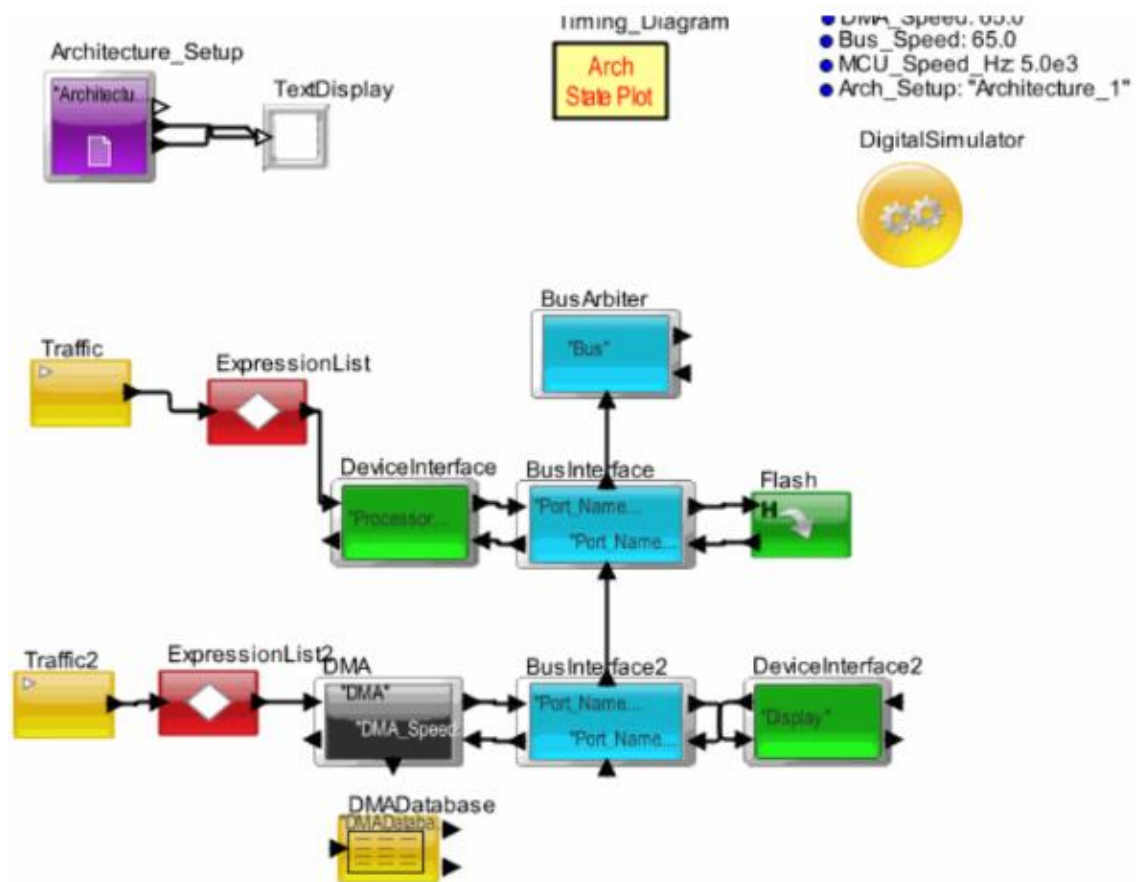 Timing_Diagram
DMA_Speed: 65.0
Bus_Speed: 65.0
MCU_Speed_Hz: 5.0e3
Arch_Setup: "Architecture_1"
Architecture_Setup
"Architectu...
TextDisplay
Arch
State Plot
DigitalSimulator
BusArbiter
"Bus"
Traffic
ExpressionList
DeviceInterface
"Processor...
BusInterface
"Port_Name...
"Port_Name...
Flash
H
Traffic2
ExpressionList2
DMA
"DMA"
"DMA_Speed
BusInterface2
"Port_Name...
"Port_Name...
DeviceInterface2
"Display"
DMADatabase
"DMADataba